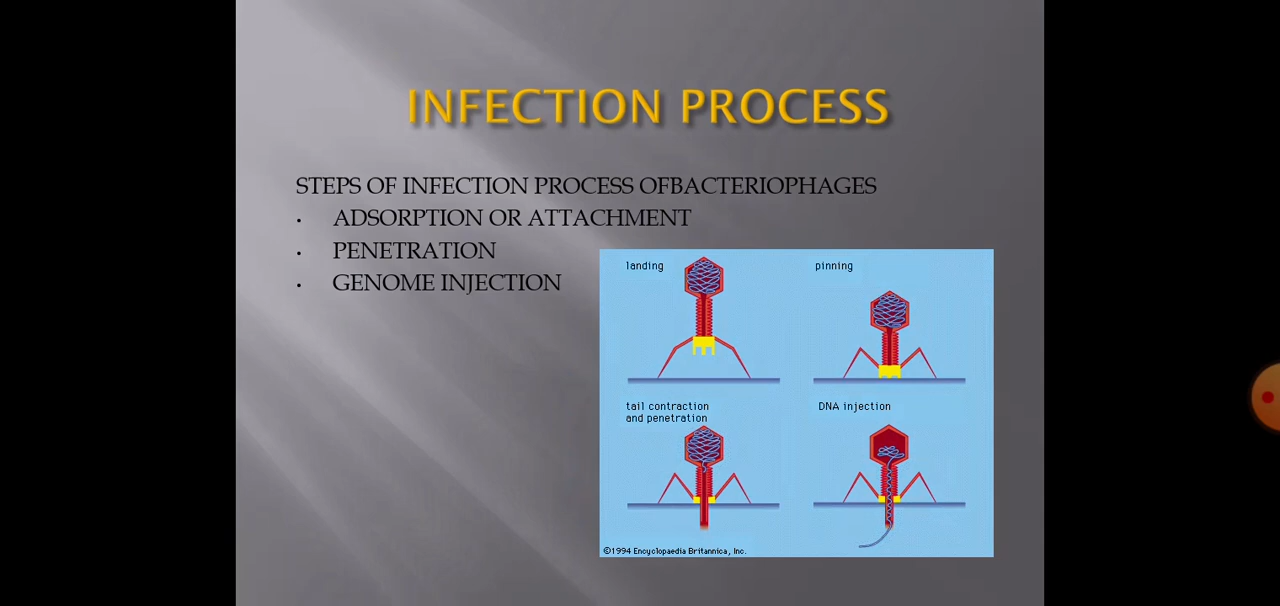 INFECTION PROCESS
STEPS OF INFECTION PROCESS OFBACTERIOPHAGES
• ADSORPTION OR ATTACHMENT
• PENETRATION
• GENOME INJECTION
landing
pinning
tail contraction
and penetration
DNA injection
©1994 Encyclopaedia Britannica, Inc.